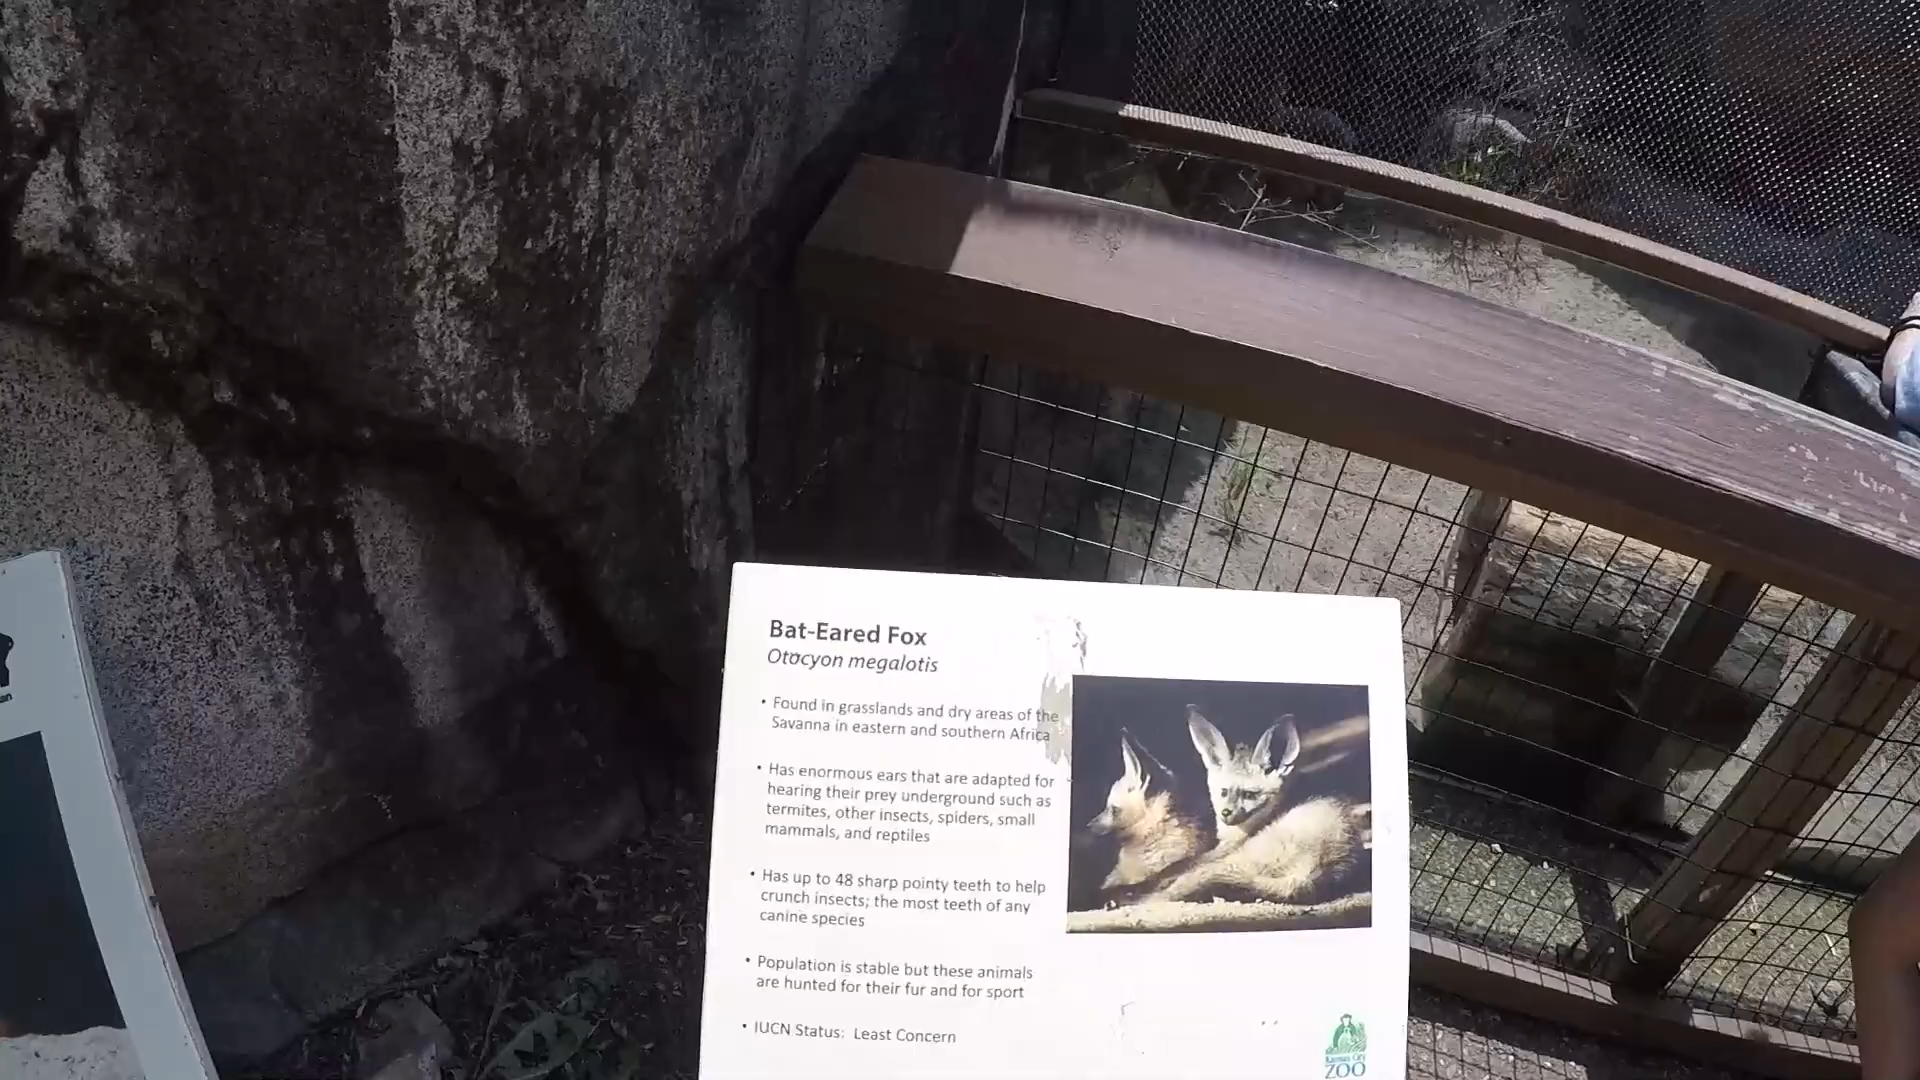 Bat-Eared Fox
Otocyon megalotis
• Found in grasslands and dry areas of the
Savanna in eastern and southern Africa
• Has enormous ears that are adapted for
hearing their prey underground such as
termites, other insects, spiders, small
mammals, and reptiles
• Has up to 48 sharp pointy teeth to help
crunch insects; the most teeth of any
canine species
• Population is stable but these animals
are hunted for their fur and for sport
• IUCN Status: Least Concern
Kansas City
ZOO